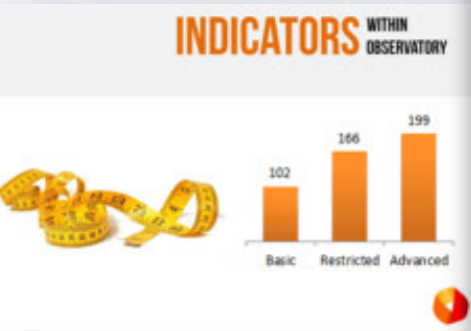 INDICATORS WITHIN
OBSERVATORY
199
166
102
Basic Restricted Advanced